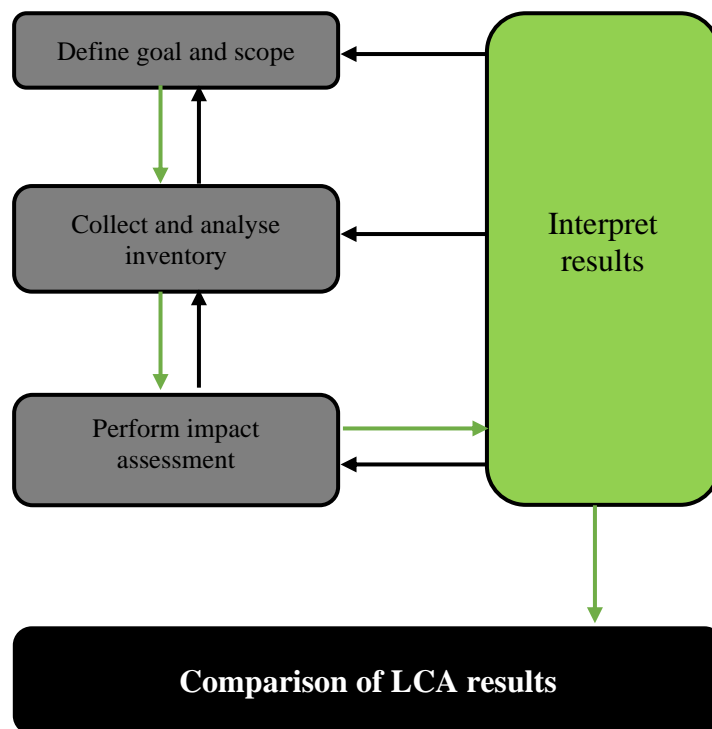 Define goal and scope
Collect and analyse
inventory
Perform impact
assessment
Interpret
results
Comparison of LCA results